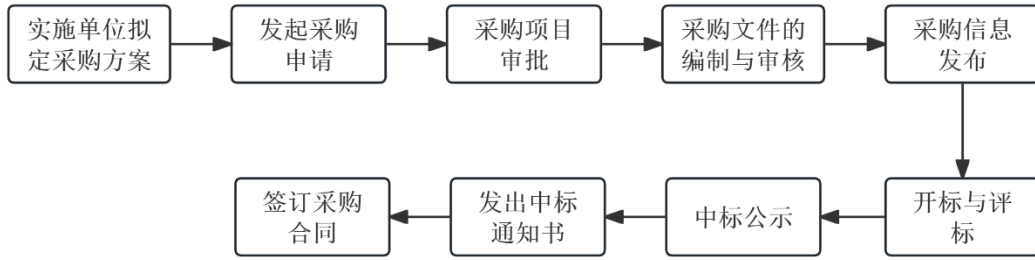 实施单位拟
定采购方案
发起采购
申请
采购项目
审批
采购文件的
编制与审核
采购信息
发布
开标与评
标
中标公示
发出中标
通知书
签订采购
合同